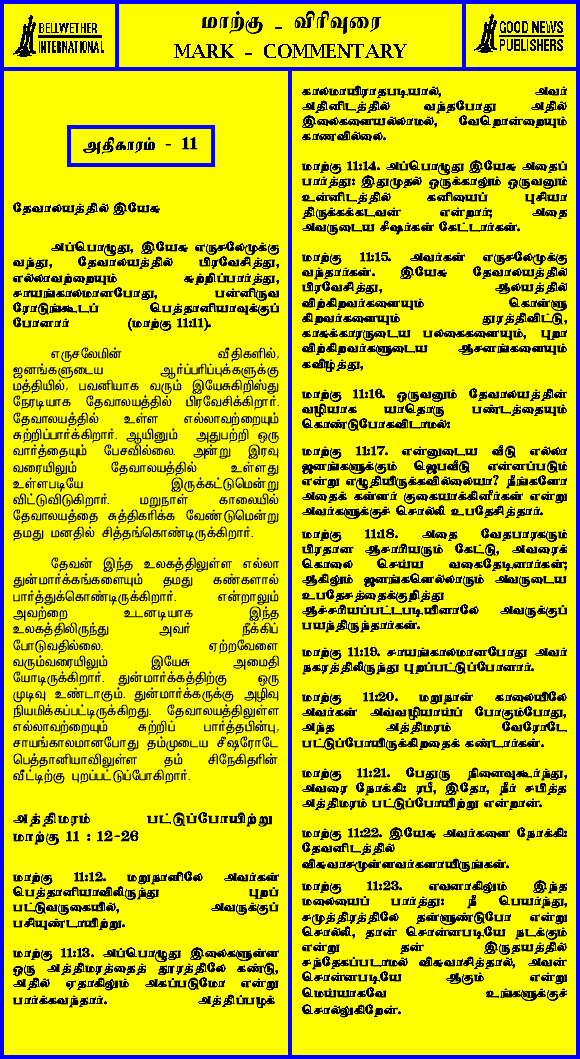 BELLWETHER
INTERNATIONAL
மாற்கு - விரிவுரை
MARK - COMMENTARY
GOOD NEWS
PUBLISHERS
அதிகாரம் - 11
தேவாலயத்தில் இயேசு
அப்பொழுது, இயேசு எருசலேமுக்கு
வந்து, தேவாலயத்தில் பிரவேசித்து,
எல்லாவற்றையும் சுற்றிப்பார்த்து,
சாயங்காலமானபோது, பன்னிருவ
ரோடுங்கூடப் பெத்தானியாவுக்குப்
போனார் (மாற்கு 11:11).
எருசலேமின் வீதிகளில்,
ஜனங்களுடைய ஆர்ப்பரிப்புக்களுக்கு
மத்தியில், பவனியாக வரும் இயேசுகிறிஸ்து
நேரடியாக தேவாலயத்தில் பிரவேசிக்கிறார்.
தேவாலயத்தில் உள்ள எல்லாவற்றையும்
சுற்றிப்பார்க்கிறார். ஆயினும் அதுபற்றி ஒரு
வார்த்தையும் பேசவில்லை. அன்று இரவு
வரையிலும் தேவாலயத்தில் உள்ளது
உள்ளபடியே இருக்கட்டுமென்று
விட்டுவிடுகிறார். மறுநாள் காலையில்
தேவாலயத்தை சுத்திகரிக்க வேண்டுமென்று
தமது மனதில் சித்தங்கொண்டிருக்கிறார்.
தேவன் இந்த உலகத்திலுள்ள எல்லா
துன்மார்க்கங்களையும் தமது கண்களால்
பார்த்துக்கொண்டிருக்கிறார். என்றாலும்
அவற்றை உடனடியாக இந்த
உலகத்திலிருந்து அவர் நீக்கிப்
போடுவதில்லை. ஏற்றவேளை
வரும்வரையிலும் இயேசு அமைதி
யோடிருக்கிறார். துன்மார்க்கத்திற்கு ஒரு
முடிவு உண்டாகும். துன்மார்க்கருக்கு அழிவு
நியமிக்கப்பட்டிருக்கிறது. தேவாலயத்திலுள்ள
எல்லாவற்றையும் சுற்றிப் பார்த்தபின்பு,
சாயங்காலமானபோது தம்முடைய சீஷரோடே
பெத்தானியாவிலுள்ள தம் சிநேகிதரின்
வீட்டிற்கு புறப்பட்டுப்போகிறார்.
அத்திமரம் பட்டுப்போயிற்று
மாற்கு 11 : 12-26
மாற்கு 11:12. மறுநாளிலே அவர்கள்
பெத்தானியாவிலிருந்து புறப்
பட்டுவருகையில், அவருக்குப்
பசியுண்டாயிற்று.
மாற்கு 11:13. அப்பொழுது இலைகளுள்ள
ஒரு அத்திமரத்தைத் தூரத்திலே கண்டு,
அதில் ஏதாகிலும் அகப்படுமோ என்று
பார்க்கவந்தார். அத்திப்பழக்
காலமாயிராதபடியால், அவர்
அதினிடத்தில் வந்தபோது அதில்
இலைகளையல்லாமல், வேறொன்றையும்
காணவில்லை.
மாற்கு 11:14. அப்பொழுது இயேசு அதைப்
பார்த்து: இதுமுதல் ஒருக்காலும் ஒருவனும்
உன்னிடத்தில் கனியைப் புசியா
திருக்கக்கடவன் என்றார்; அதை
அவருடைய சீஷர்கள் கேட்டார்கள்.
மாற்கு 11:15. அவர்கள் எருசலேமுக்கு
வந்தார்கள். இயேசு தேவாலயத்தில்
பிரவேசித்து, ஆலயத்தில்
விற்கிறவர்களையும் கொள்ளு
கிறவர்களையும் துரத்திவிட்டு,
காசுக்காரருடைய பலகைகளையும், புறா
விற்கிறவர்களுடைய ஆசனங்களையும்
கவிழ்த்து,
மாற்கு 11:16. ஒருவனும் தேவாலயத்தின்
வழியாக யாதொரு பண்டத்தையும்
கொண்டுபோகவிடாமல்:
மாற்கு 11:17. என்னுடைய வீடு எல்லா
ஜனங்களுக்கும் ஜெபவீடு என்னப்படும்
என்று எழுதியிருக்கவில்லையா? நீங்களோ
அதைக் கள்ளர் குகையாக்கினீர்கள் என்று
அவர்களுக்குச் சொல்லி உபதேசித்தார்.
மாற்கு 11:18. அதை வேதபாரகரும்
பிரதான ஆசாரியரும் கேட்டு, அவரைக்
கொலை செய்ய வகைதேடினார்கள்;
ஆகிலும் ஜனங்களெல்லாரும் அவருடைய
உபதேசத்தைக்குறித்து
ஆச்சரியப்பட்டபடியினாலே அவருக்குப்
பயந்திருந்தார்கள்.
மாற்கு 11:19. சாயங்காலமானபோது அவர்
நகரத்திலிருந்து புறப்பட்டுப்போனார்.
மாற்கு 11:20. மறுநாள் காலையிலே
அவர்கள் அவ்வழியாய்ப் போகும்போது,
அந்த அத்திமரம் வேரோடே
பட்டுப்போயிருக்கிறதைக் கண்டார்கள்.
மாற்கு 11:21. பேதுரு நினைவுகூர்ந்து,
அவரை நோக்கி: ரபீ, இதோ, நீர் சபித்த
அத்திமரம் பட்டுப்போயிற்று என்றான்.
மாற்கு 11:22. இயேசு அவர்களை நோக்கி:
தேவனிடத்தில்
விசுவாசமுள்ளவர்களாயிருங்கள்.
மாற்கு 11:23. எவனாகிலும் இந்த
மலையைப் பார்த்து: நீ பெயர்ந்து,
சமுத்திரத்திலே தள்ளுண்டுபோ என்று
சொல்லி, தான் சொன்னபடியே நடக்கும்
என்று தன் இருதயத்தில்
சந்தேகப்படாமல் விசுவாசித்தால், அவன்
சொன்னபடியே ஆகும் என்று
மெய்யாகவே உங்களுக்குச்
சொல்லுகிறேன்.